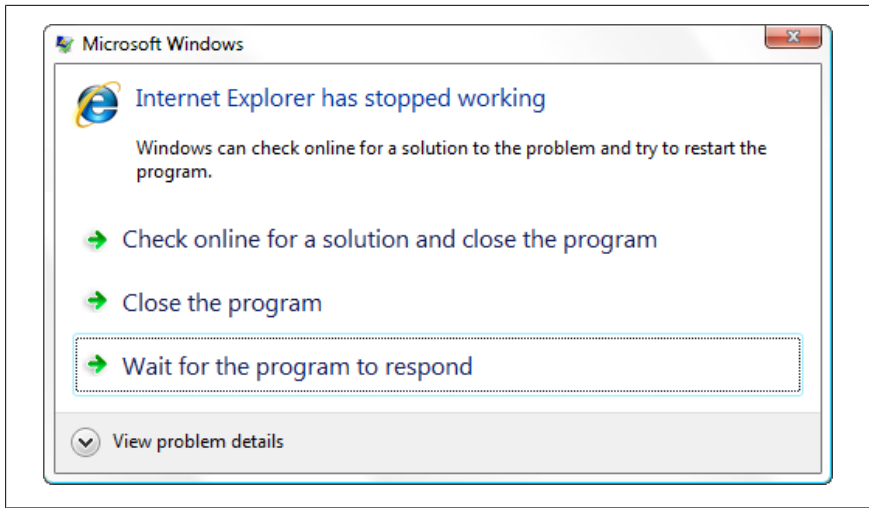 Microsoft Windows
Internet Explorer has stopped working
Windows can check online for a solution to the problem and try to restart the
program.
Check online for a solution and close the program
Close the program
Wait for the program to respond
View problem details